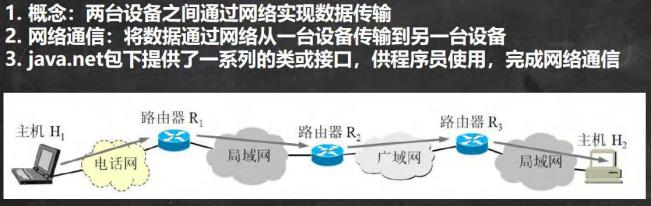 1. 概念：两台设备之间通过网络实现数据传输
2. 网络通信：将数据通过网络从一台设备传输到另一台设备
3. java.net包下提供了一系列的类或接口，供程序员使用，完成网络通信
主机 H1
电话网
路由器 R1
局域网
路由器 R2
广域网
路由器 R3
局域网
主机 H2